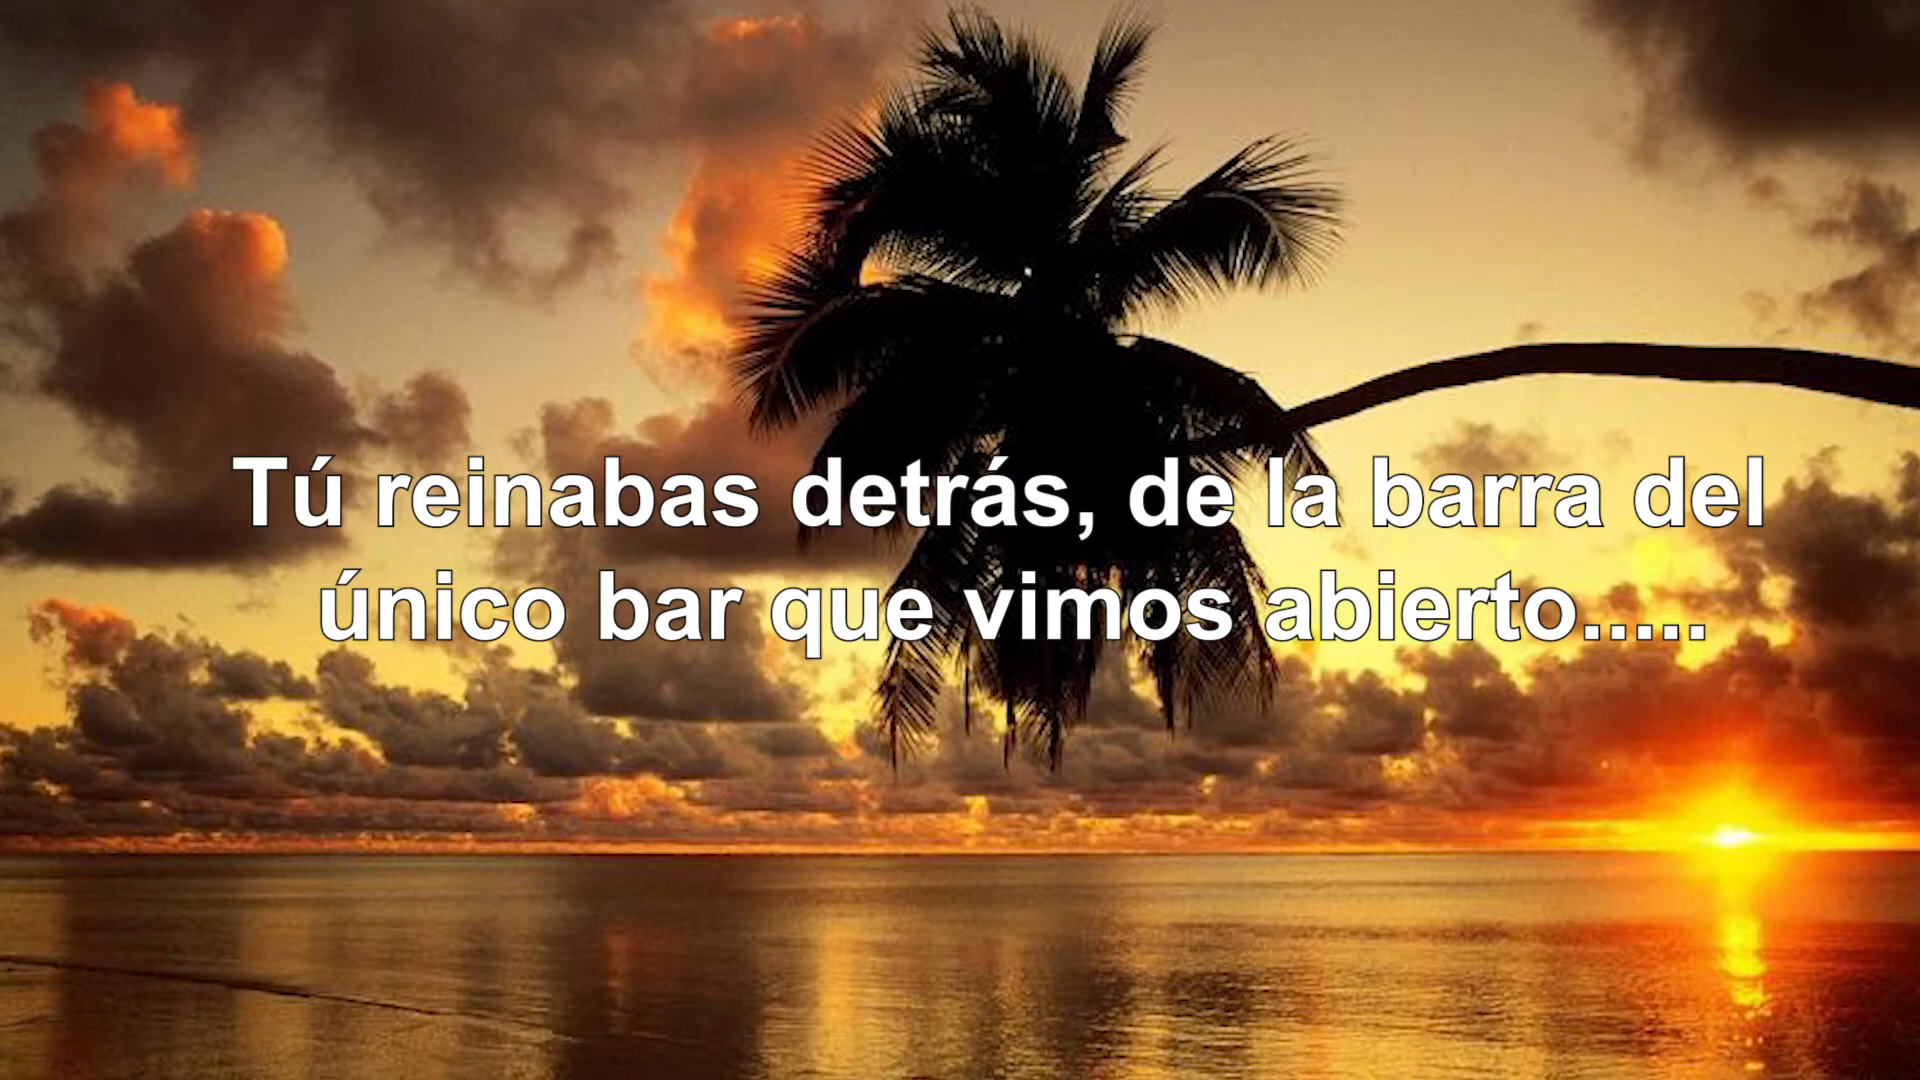 Tú reinabas detrás, de la barra del
único bar que vimos abierto.....